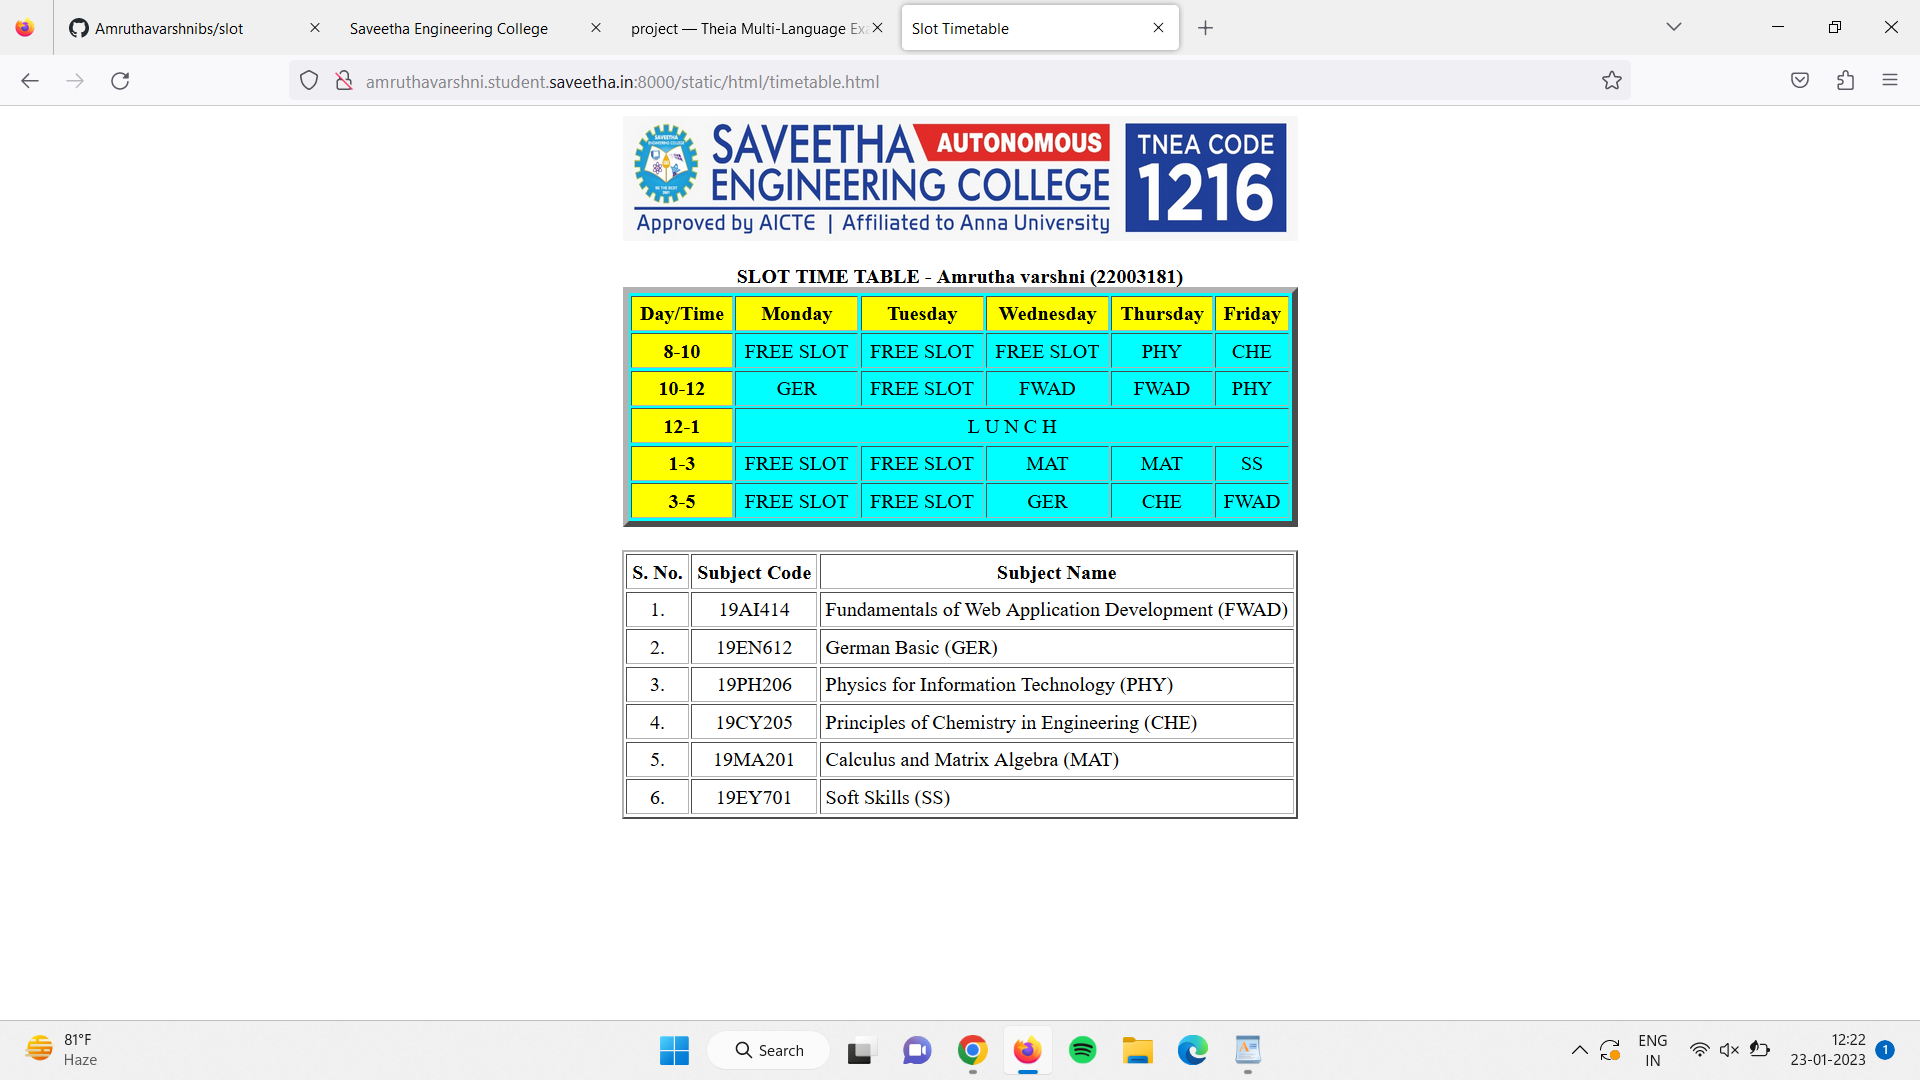 Amruthavarshnibs/slot
Saveetha Engineering College
project — Theia Multi-Language Ex
Slot Timetable
amruthavarshni.student.saveetha.in:8000/static/html/timetable.html
SAVEETHA AUTONOMOUS
ENGINEERING COLLEGE
Approved by AICTE | Affiliated to Anna University
TNEA CODE
1216
SLOT TIME TABLE - Amrutha varshni (22003181)
Day/Time Monday Tuesday Wednesday Thursday Friday
8-10 FREE SLOT FREE SLOT FREE SLOT PHY CHE
10-12 GER FREE SLOT FWAD FWAD PHY
12-1 L U N C H
1-3 FREE SLOT FREE SLOT MAT MAT SS
3-5 FREE SLOT FREE SLOT GER CHE FWAD
S. No. Subject Code Subject Name
1. 19AI414 Fundamentals of Web Application Development (FWAD)
2. 19EN612 German Basic (GER)
3. 19PH206 Physics for Information Technology (PHY)
4. 19CY205 Principles of Chemistry in Engineering (CHE)
5. 19MA201 Calculus and Matrix Algebra (MAT)
6. 19EY701 Soft Skills (SS)
81°F
Haze
Search
ENG
IN
12:22
23-01-2023
1